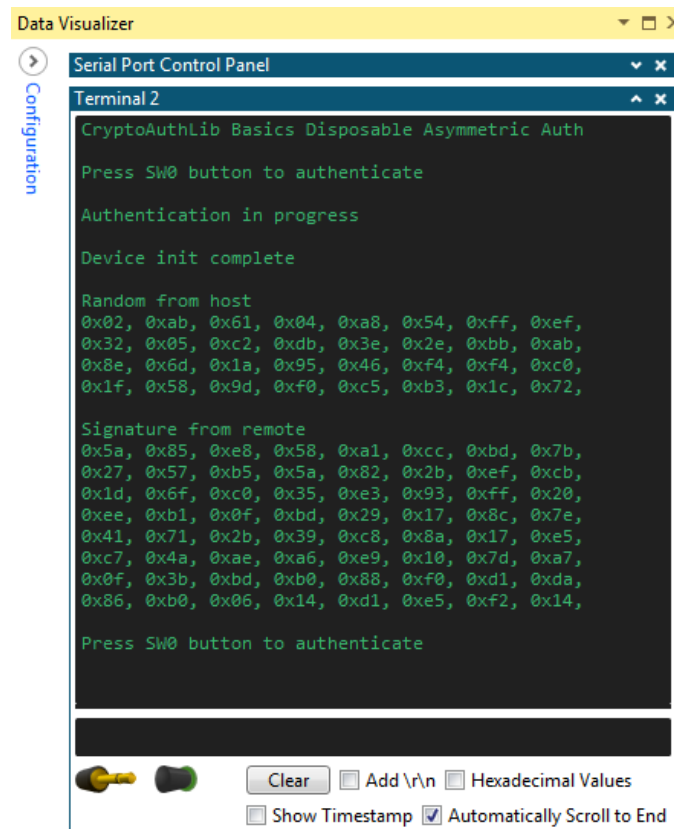 Data Visualizer
Configuration
Serial Port Control Panel
Terminal 2
CryptoAuthLib Basics Disposable Asymmetric Auth
Press SW0 button to authenticate
Authentication in progress
Device init complete
Random from host
0x02, 0xab, 0x61, 0x04, 0xa8, 0x54, 0xff, 0xef,
0x32, 0x05, 0xc2, 0xdb, 0x3e, 0x2e, 0xbb, 0xab,
0x8e, 0x6d, 0x1a, 0x95, 0x46, 0xf4, 0xf4, 0xc0,
0x1f, 0x58, 0x9d, 0xf0, 0xc5, 0xb3, 0x1c, 0x72,
Signature from remote
0x5a, 0x85, 0xe8, 0x58, 0xa1, 0xcc, 0xbd, 0x7b,
0x27, 0x57, 0xb5, 0x5a, 0x82, 0x2b, 0xef, 0xcb,
0x1d, 0x6f, 0xc0, 0x35, 0xe3, 0x93, 0xff, 0x20,
0xee, 0xb1, 0x0f, 0xbd, 0x29, 0x17, 0x8c, 0x7e,
0x41, 0x71, 0x2b, 0x39, 0xc8, 0x8a, 0x17, 0xe5,
0xc7, 0x4a, 0xae, 0xa6, 0xe9, 0x10, 0x7d, 0xa7,
0x0f, 0x3b, 0xbd, 0xb0, 0x88, 0xf0, 0xd1, 0xda,
0x86, 0xb0, 0x06, 0x14, 0xd1, 0xe5, 0xf2, 0x14,
Press SW0 button to authenticate
Clear Add \r\n Hexadecimal Values
Show Timestamp Automatically Scroll to End